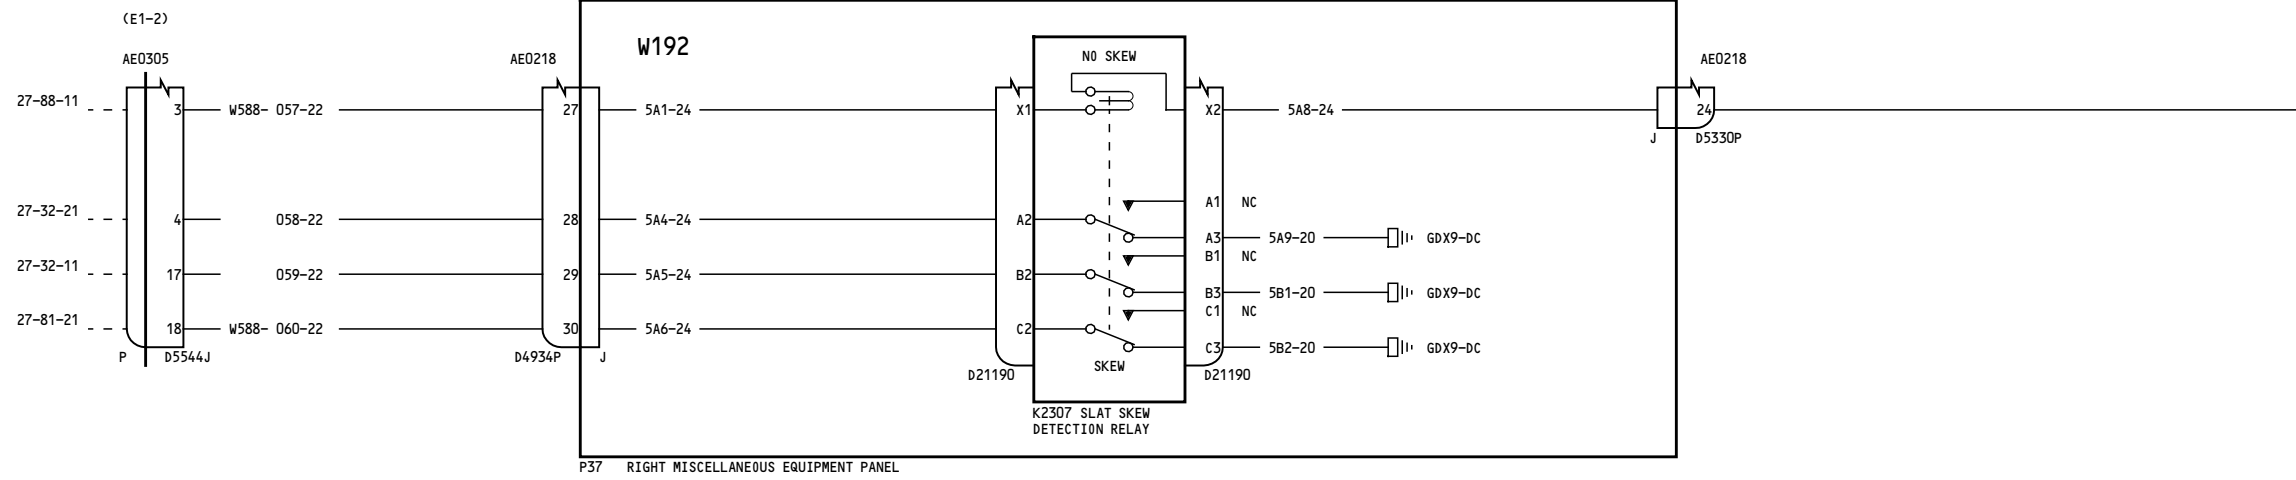 (E1-2)
AE0305
AE0218
W192
NO SKEW
AE0218
27-88-11
3
W588- 057-22
27
5A1-24
X1
X2
5A8-24
24
J
D5330P
A1 NC
27-32-21
4
058-22
28
5A4-24
A2
A3
5A9-20
GDX9-DC
B1 NC
27-32-11
17
059-22
29
5A5-24
B2
B3
5B1-20
GDX9-DC
C1 NC
27-81-21
18
W588- 060-22
30
5A6-24
C2
C3
5B2-20
GDX9-DC
P
D5544J
D4934P
J
SKEW
D21190
D21190
K2307 SLAT SKEW
DETECTION RELAY
P37 RIGHT MISCELLANEOUS EQUIPMENT PANEL